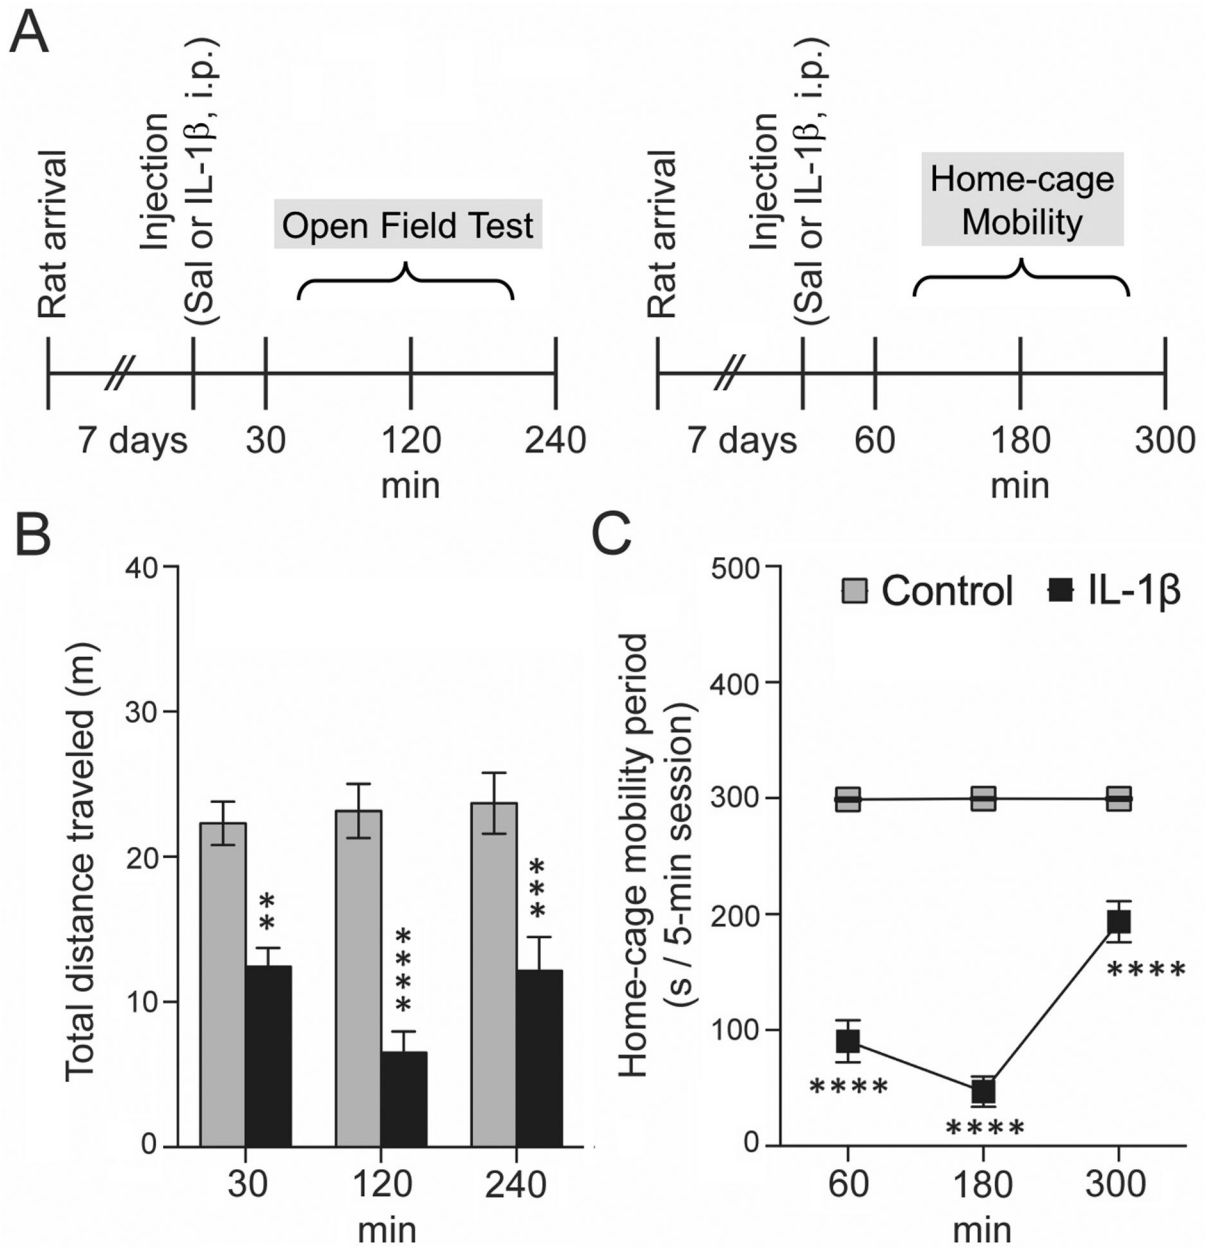 A
Rat arrival
Injection
(Sal or IL-1β, i.p.)
Open Field Test
7 days
30
120
240
min
Rat arrival
Injection
(Sal or IL-1β, i.p.)
Home-cage
Mobility
7 days
60
180
300
min
B
Total distance traveled (m)
40
30
20
10
0
**
****
***
30
120
240
min
C
Home-cage mobility period
(s / 5-min session)
500
400
300
200
100
0
Control
IL-1β
****
****
****
60
180
300
min